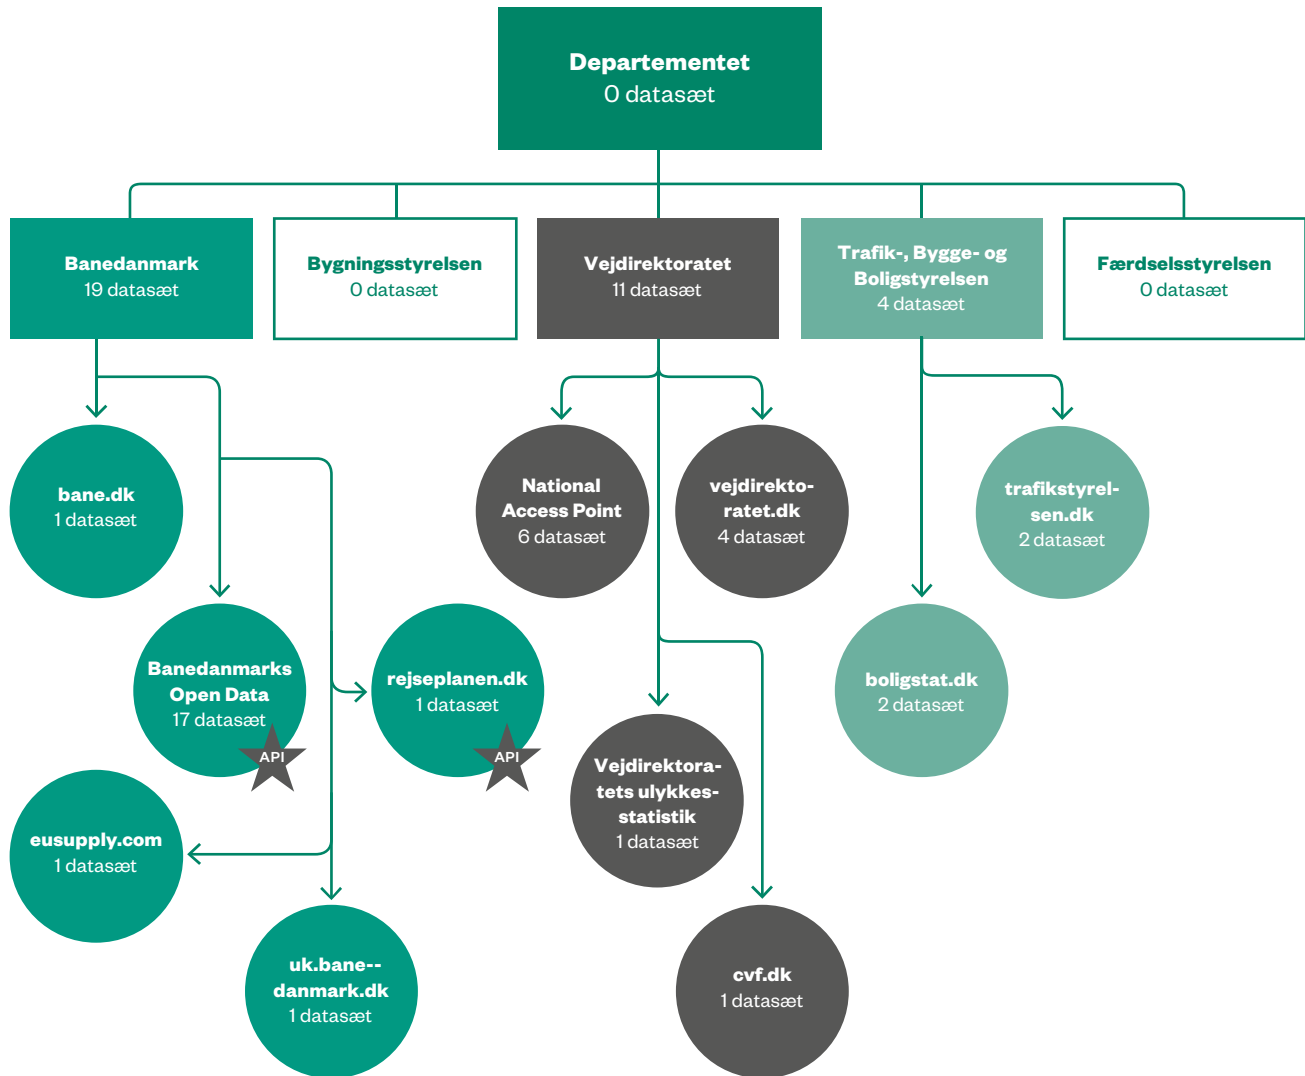 Departementet
0 datasæt
Banedanmark
19 datasæt
Bygningsstyrelsen
0 datasæt
Vejdirektoratet
11 datasæt
Trafik-, Bygge- og
Boligstyrelsen
4 datasæt
Færdselsstyrelsen
0 datasæt
bane.dk
1 datasæt
National
Access Point
6 datasæt
vejdirekto-
ratet.dk
4 datasæt
trafikstyrel-
sen.dk
2 datasæt
Banedanmarks
Open Data
17 datasæt
API
rejseplanen.dk
1 datasæt
API
boligstat.dk
2 datasæt
Vejdirektora-
tets ulykkes-
statistik
1 datasæt
eusupply.com
1 datasæt
uk.bane--
danmark.dk
1 datasæt
cvf.dk
1 datasæt